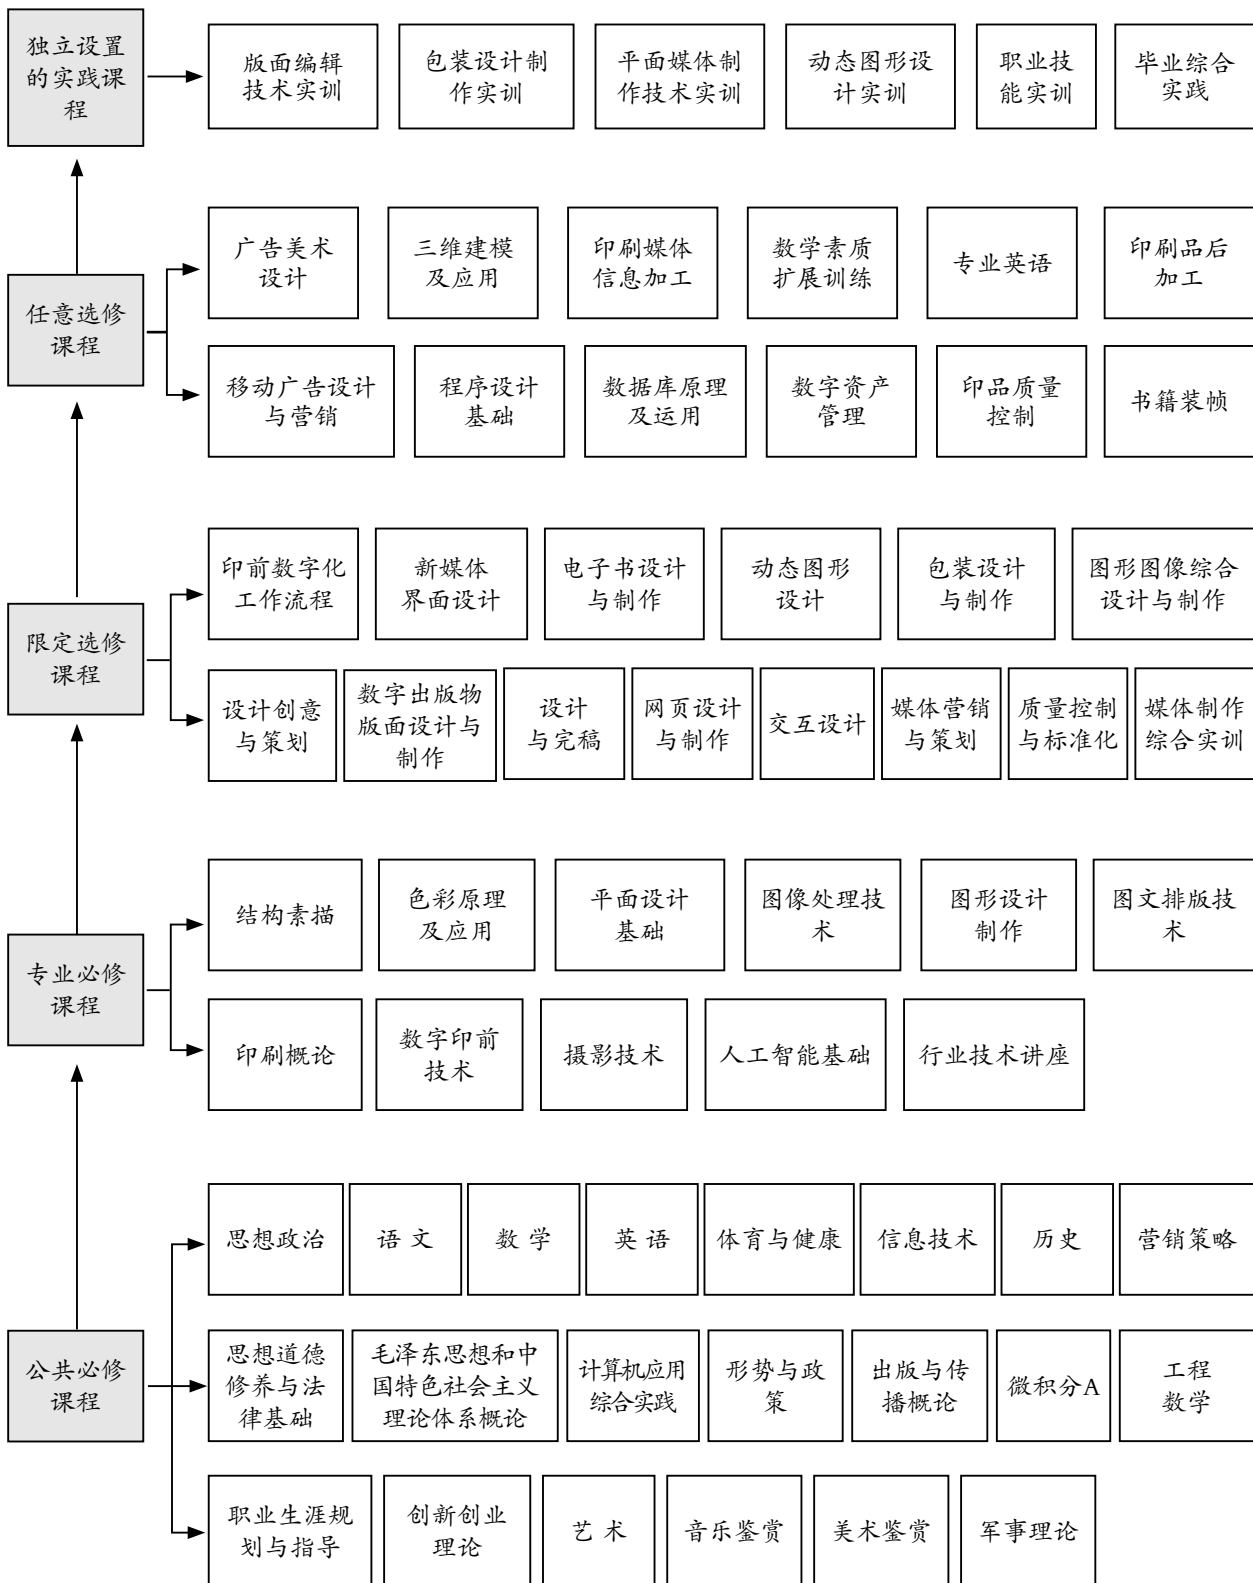 独立设置
的实践课
程
版面编辑
技术实训
包装设计制
作实训
平面媒体制
作技术实训
动态图形设
计实训
职业技
能实训
毕业综合
实践
任意选修
课程
广告美术
设计
三维建模
及应用
印刷媒体
信息加工
数学素质
扩展训练
专业英语
印刷品后
加工
移动广告设计
与营销
程序设计
基础
数据库原理
及运用
数字资产
管理
印品质量
控制
书籍装帧
限定选修
课程
印前数字化
工作流程
新媒体
界面设计
电子书设计
与制作
动态图形
设计
包装设计
与制作
图形图像综合
设计与制作
设计创意
与策划
数字出版物
版面设计与
制作
设计
与完稿
网页设计
与制作
交互设计
媒体营销
与策划
质量控制
与标准化
媒体制作
综合实训
专业必修
课程
结构素描
色彩原理
及应用
平面设计
基础
图像处理技
术
图形设计
制作
图文排版技
术
印刷概论
数字印前
技术
摄影技术
人工智能基础
行业技术讲座
公共必修
课程
思想政治
语 文
数 学
英 语
体育与健康
信息技术
历史
营销策略
思想道德
修养与法
律基础
毛泽东思想和中
国特色社会主义
理论体系概论
计算机应用
综合实践
形势与政
策
出版与传
播概论
微积分A
工程
数学
职业生涯规
划与指导
创新创业
理论
艺 术
音乐鉴赏
美术鉴赏
军事理论